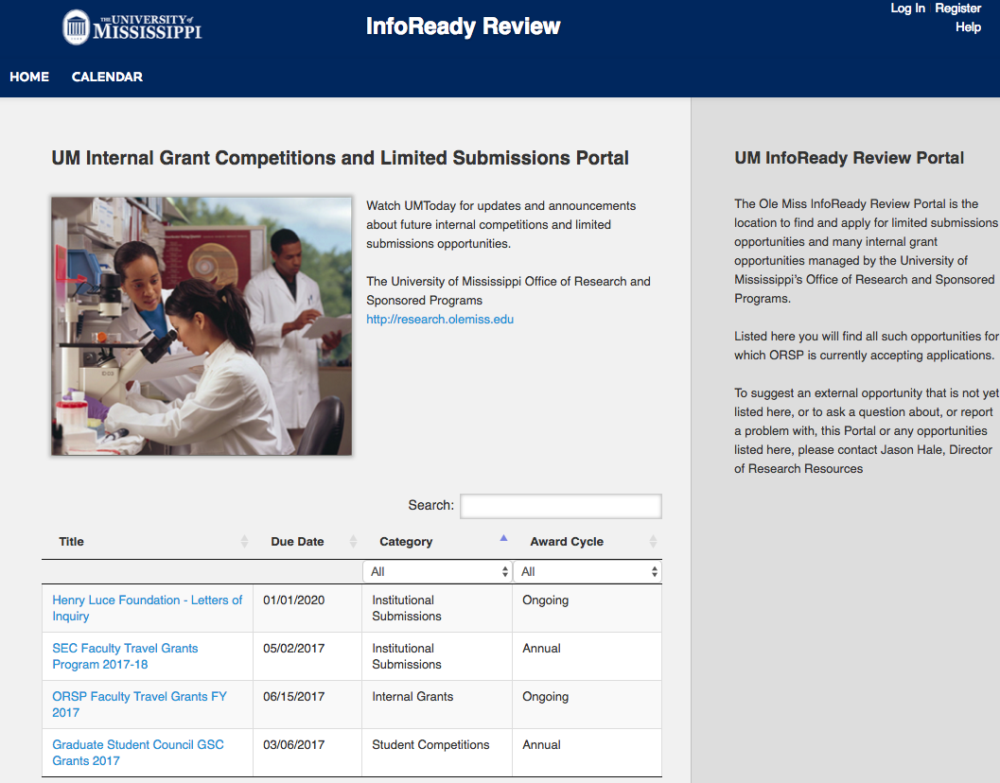 THE UNIVERSITY of
MISSISSIPPI
InfoReady Review
Log In Register
Help
HOME CALENDAR
UM Internal Grant Competitions and Limited Submissions Portal
Watch UMToday for updates and announcements
about future internal competitions and limited
submissions opportunities.
The University of Mississippi Office of Research and
Sponsored Programs
http://research.olemiss.edu
Search:
Title Due Date Category Award Cycle
All All
Henry Luce Foundation - Letters of 01/01/2020 Institutional Ongoing
Inquiry Submissions
SEC Faculty Travel Grants 05/02/2017 Institutional Annual
Program 2017-18 Submissions
ORSP Faculty Travel Grants FY 06/15/2017 Internal Grants Ongoing
2017
Graduate Student Council GSC 03/06/2017 Student Competitions Annual
Grants 2017
UM InfoReady Review Portal
The Ole Miss InfoReady Review Portal is the
location to find and apply for limited submissions
opportunities and many internal grant
opportunities managed by the University of
Mississippi's Office of Research and Sponsored
Programs.
Listed here you will find all such opportunities for
which ORSP is currently accepting applications.
To suggest an external opportunity that is not yet
listed here, or to ask a question about, or report
a problem with, this Portal or any opportunities
listed here, please contact Jason Hale, Director
of Research Resources